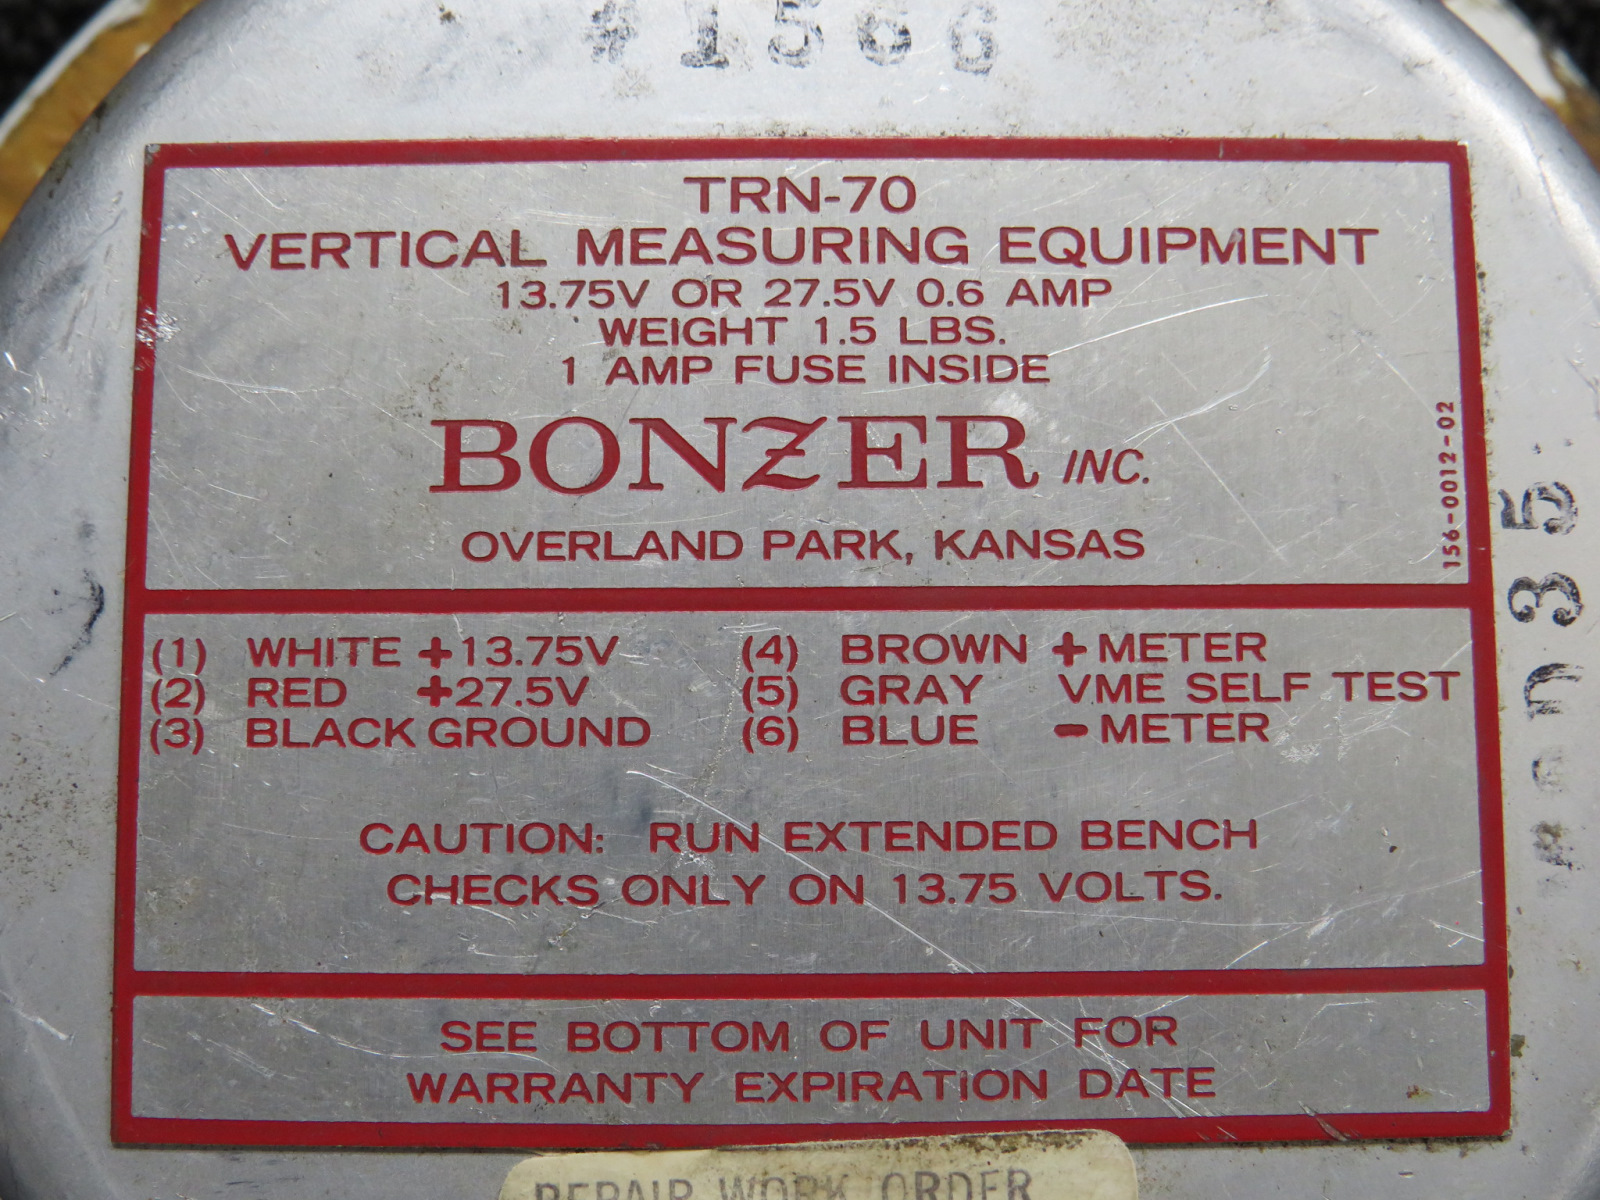 #1566
TRN-70
VERTICAL MEASURING EQUIPMENT
13.75V OR 27.5V 0.6 AMP
WEIGHT 1.5 LBS.
1 AMP FUSE INSIDE
BONZER INC.
OVERLAND PARK, KANSAS
156-0012-02
(1) WHITE +13.75V
(2) RED +27.5V
(3) BLACK GROUND
(4) BROWN + METER
(5) GRAY VME SELF TEST
(6) BLUE - METER
CAUTION: RUN EXTENDED BENCH
CHECKS ONLY ON 13.75 VOLTS.
SEE BOTTOM OF UNIT FOR
WARRANTY EXPIRATION DATE
REPAIR WORK ORDER